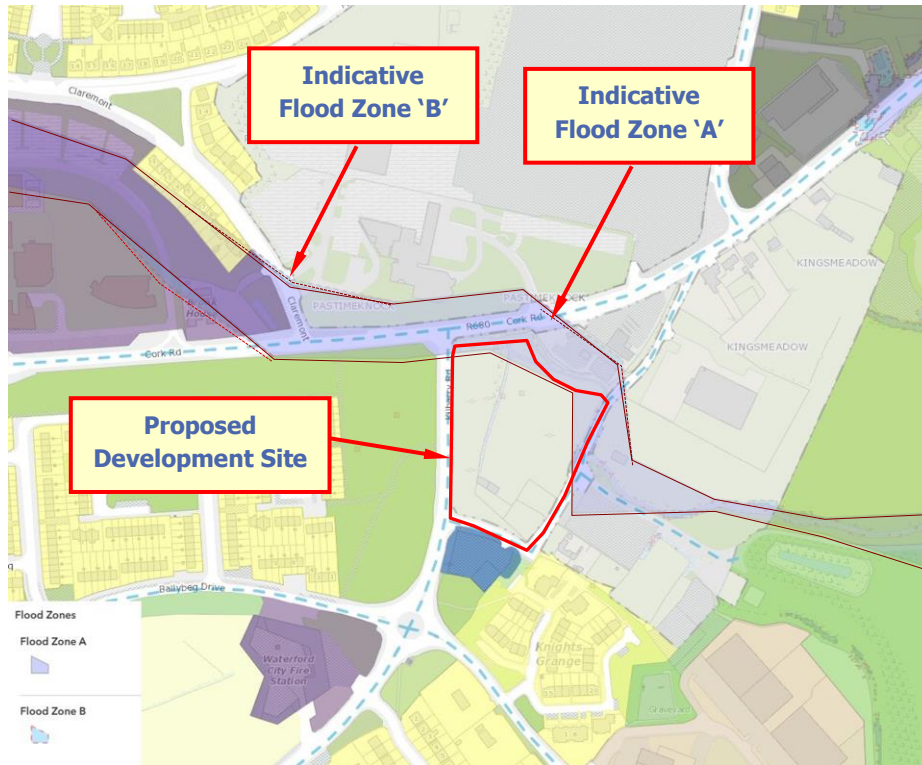 Indicative
Flood Zone ‘B’
Indicative
Flood Zone ‘A’
Claremont
KINGSMEADOW
PASTIMEKNOCK
PASTIMEKNOCK
Claremont
R680 Cork Rd
Cork Rd
KINGSMEADOW
Kilbarry Rd
Proposed
Development Site
Ballybeg Drive
Flood Zones
Flood Zone A
Flood Zone B
Waterford
City Fire
Station
Knights
Grange
Graveyard